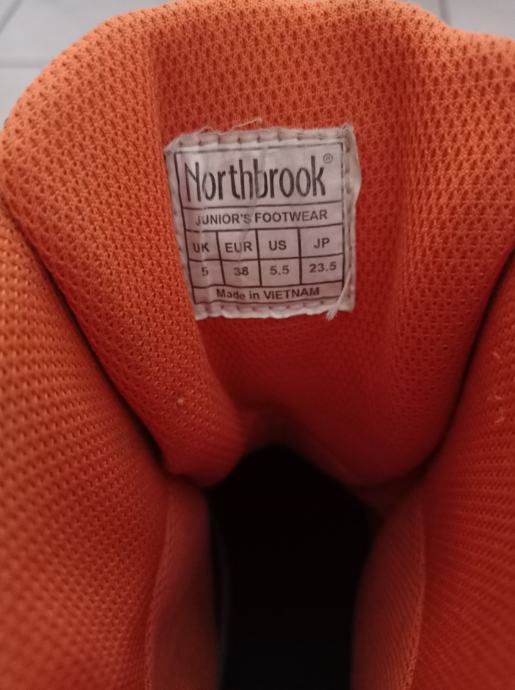 Northbrook®
JUNIOR'S FOOTWEAR
UK EUR US JP
5 38 5.5 23.5
Made in VIETNAM